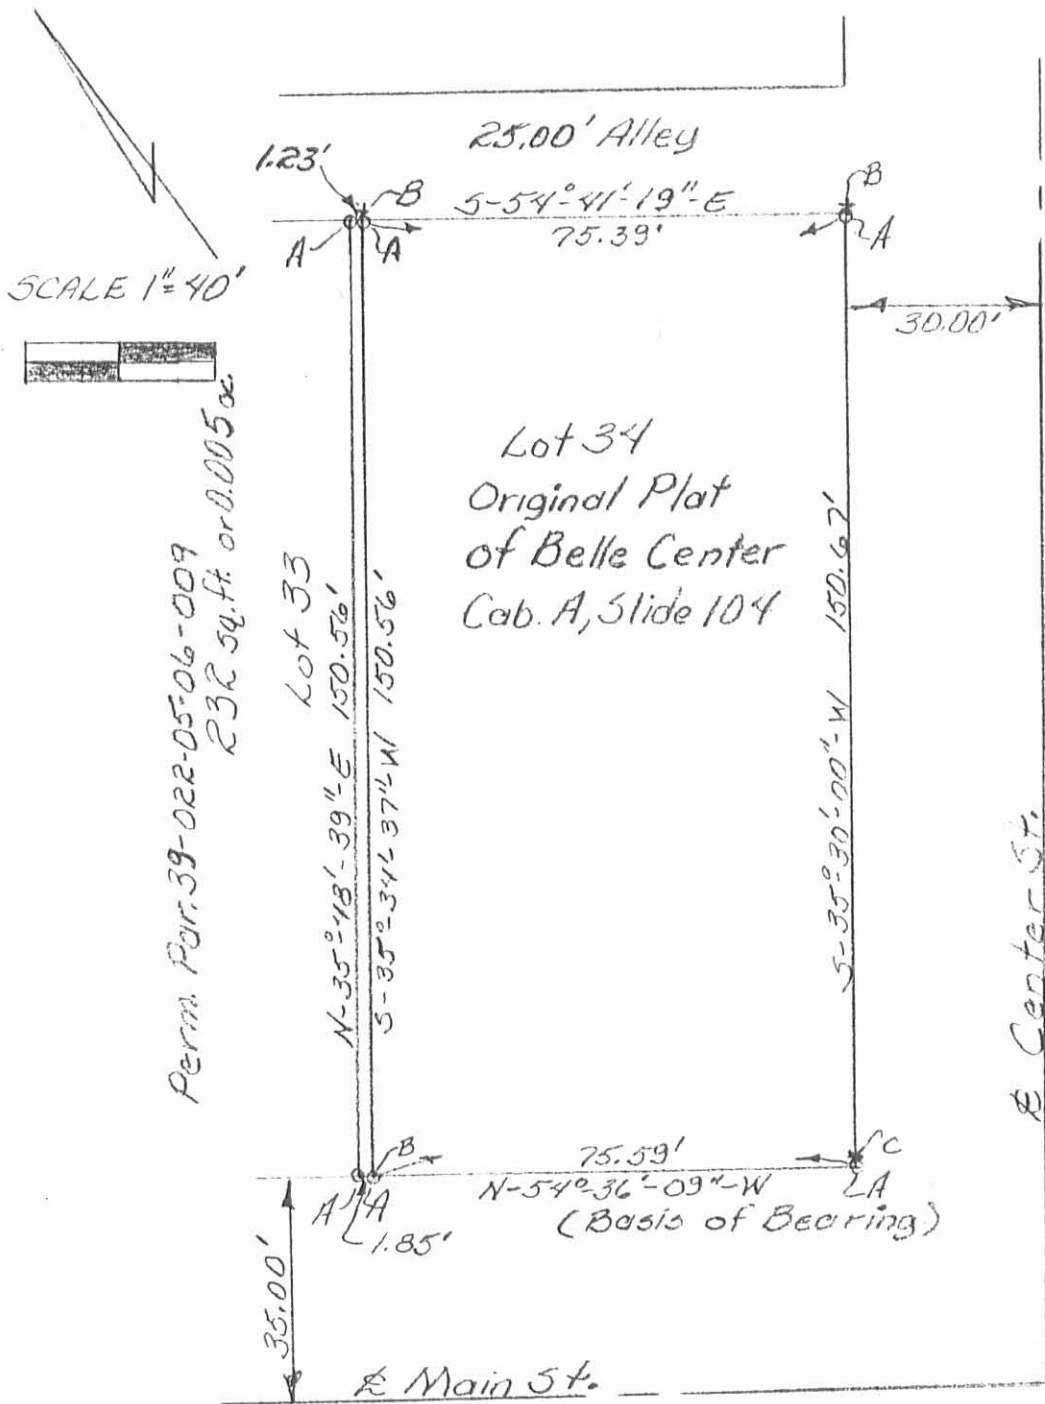 25.00' Alley
1.23'
B
S-54°-41'-19"-E
B
A
A
75.39'
A
SCALE 1"=40'
30.00'
Perm. Par. 39-022-05-06-009
232 sq.ft. or 0.005 ac.
Lot 33
Lot 34
Original Plat
of Belle Center
Cab. A, Slide 104
N-35°-48'-39"-E 150.56'
S-35°-34'-37"-W 150.56'
S-35°-30'-00"-W 150.67'
℄ Center St.
B
75.59'
C
A
A
N-54°-36'-09"-W
A
1.85'
(Basis of Bearing)
35.00'
℄ Main St.